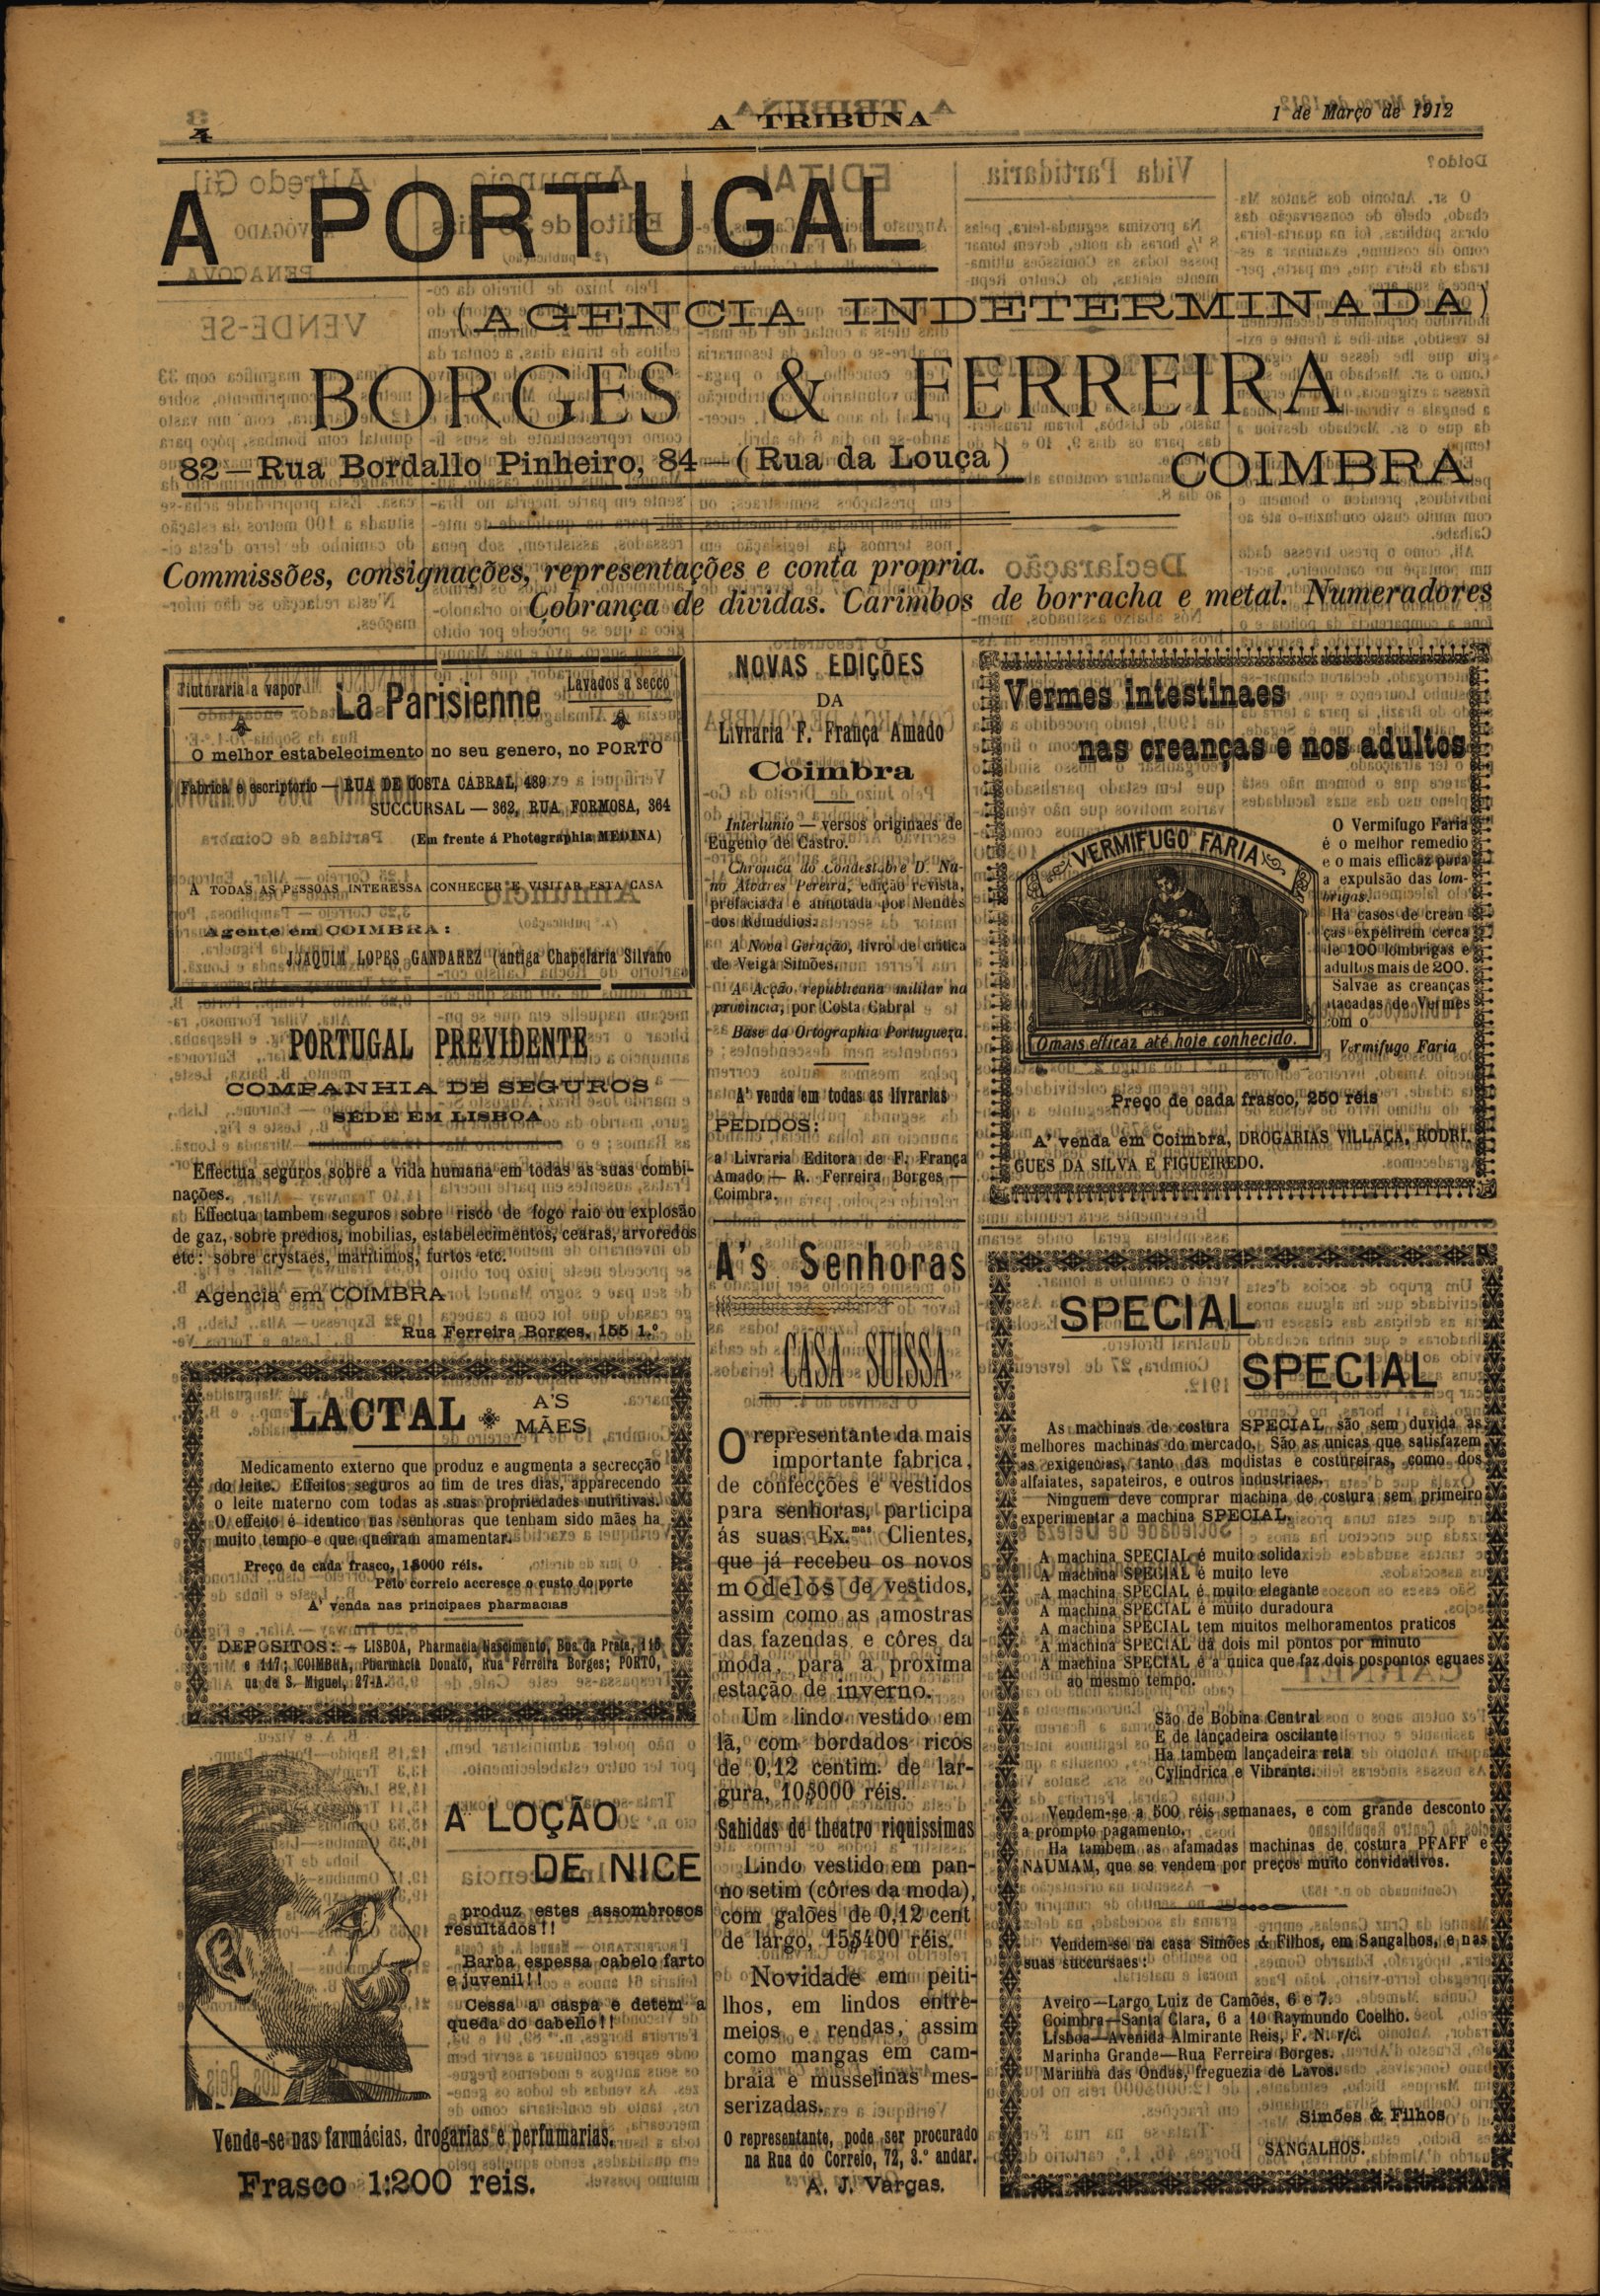 4
A TRIBUNA
1 de Março de 1912
A PORTUGAL
(AGENCIA INDETERMINADA)
BORGES & FERREIRA
82—Rua Bordallo Pinheiro, 84—(Rua da Louça)
COIMBRA
Commissões, consignações, representações e conta propria.
Cobrança de dividas. Carimbos de borracha e metal. Numeradores
Tinturaria a vapor
La Parisienne
Lavados a secco
O melhor estabelecimento no seu genero, no PORTO
Fabrica e escriptorio — RUA DE COSTA CABRAL, 489
SUCCURSAL — 362, RUA FORMOSA, 364
(Em frente á Photographia MEDINA)
A TODAS AS PESSOAS INTERESSA CONHECER E VISITAR ESTA CASA
Agente em COIMBRA:
JJAQUIM LOPES GANDAREZ (antiga Chapelaria Silvano
PORTUGAL PREVIDENTE
COMPANHIA DE SEGUROS
SEDE EM LISBOA
Effectua seguros sobre a vida humana em todas as suas combi-
nações.
Effectua tambem seguros sobre risco de fogo raio ou explosão
de gaz, sobre predios, mobilias, estabelecimentos, cearas, arvoredos
etc: sobre crystaes, maritimos, furtos etc.
Agencia em COIMBRA
Rua Ferreira Borges, 155 1.º
LACTAL
A'S
MÃES
Medicamento externo que produz e augmenta a secrecção
do leite. Effeitos seguros ao fim de tres dias, apparecendo
o leite materno com todas as suas propriedades nutritivas.
O effeito é identico nas senhoras que tenham sido mães ha
muito tempo e que queiram amamentar.
Preço de cada frasco, 1$000 réis.
Pelo correio accresce o custo do porte
A' venda nas principaes pharmacias
DEPOSITOS: — LISBOA, Pharmacia Nascimento, Rua da Prata, 115
e 117; COIMBRA, Pharmacia Donato, Rua Ferreira Borges; PORTO,
ua de S. Miguel, 27-A.
A LOÇÃO
DE NICE
produz estes assombrosos
resultados!!
Barba espessa cabelo farto
e juvenil!!
Cessa a caspa e detem a
queda do cabello!!
Vende-se nas farmácias, drogarias e perfumarias.
Frasco 1:200 reis.
NOVAS EDIÇÕES
DA
Livraria F. França Amado
Coimbra
Interlunio — versos originaes de
Eugenio de Castro.
Chronica do Condestabre D. Nu-
no Alvares Pereira, edição revista,
prefaciada e annotada por Mendes
dos Remedios.
A Nova Geração, livro de critica
de Veiga Simões.
A Acção republicana militar na
provincia, por Costa Cabral
Base da Ortographia Portugueza.
A' venda em todas as livrarias
PEDIDOS:
a Livraria Editora de F. França
Amado — R. Ferreira Borges —
Coimbra.
A's Senhoras
CASA SUISSA
O representante da mais
importante fabrica,
de confecções e vestidos
para senhoras, participa
ás suas Ex.mas Clientes,
que já recebeu os novos
modelos de vestidos,
assim como as amostras
das fazendas e côres da
moda, para a proxima
estação de inverno.
Um lindo vestido em
lã, com bordados ricos
de 0,12 centim. de lar-
gura, 10$000 réis.
Sahidas de theatro riquissimas
Lindo vestido em pan-
no setim (côres da moda),
com galões de 0,12 cent
de largo, 15$400 réis.
Novidade em peiti-
lhos, em lindos entre-
meios e rendas, assim
como mangas em cam-
braia e musselinas mes-
serizadas.
O representante, pode ser procurado
na Rua do Correio, 72, 3.º andar.
A. J. Vargas.
Vermes intestinaes
nas creanças e nos adultos
VERMIFUGO FARIA
O mais efficaz até hoje conhecido.
O Vermifugo Faria
é o melhor remedio
e o mais efficaz para
a expulsão das lom-
brigas.
Ha casos de crean
ças expelirem cerca
de 100 lombrigas e
adultos mais de 200.
Salvae as creanças
atacadas de Vermes
com o
Vermifugo Faria
Preço de cada frasco, 250 réis
A' venda em Coimbra, DROGARIAS VILLAÇA, RODRI-
GUES DA SILVA E FIGUEIREDO.
SPECIAL
SPECIAL
As machinas de costura SPECIAL são sem duvida as
melhores machinas do mercado. São as unicas que satisfazem
as exigencias, tanto das modistas e costureiras, como dos
alfaiates, sapateiros, e outros industriaes.
Ninguem deve comprar machina de costura sem primeiro
experimentar a machina SPECIAL.
A machina SPECIAL é muito solida
A machina SPECIAL é muito leve
A machina SPECIAL é muito elegante
A machina SPECIAL é muito duradoura
A machina SPECIAL tem muitos melhoramentos praticos
A machina SPECIAL dá dois mil pontos por minuto
A machina SPECIAL é a unica que faz dois pospontos eguaes
ao mesmo tempo.
São de Bobina Central
E de lançadeira oscilante
Ha tambem lançadeira reta
Cylindrica e Vibrante.
Vendem-se a 500 réis semanaes, e com grande desconto
a prompto pagamento.
Ha tambem as afamadas machinas de costura PFAFF e
NAUMAM, que se vendem por preços muito convidativos.
Vendem-se na casa Simões & Filhos, em Sangalhos, e nas
suas succursaes:
Aveiro—Largo Luiz de Camões, 6 e 7.
Coimbra—Santa Clara, 6 a 10 Raymundo Coelho.
Lisboa—Avenida Almirante Reis, F. N. r/c.
Marinha Grande—Rua Ferreira Borges.
Marinha das Ondas, freguezia de Lavos.
Simões & Filhos
SANGALHOS.